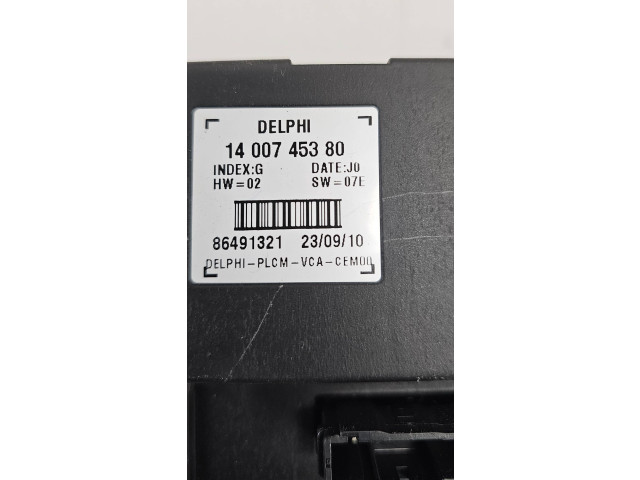 DELPHI
14 007 453 80
INDEX:G DATE:J0
HW=02 SW=07E
86491321 23/09/10
DELPHI-PLCM-VCA-CEM00